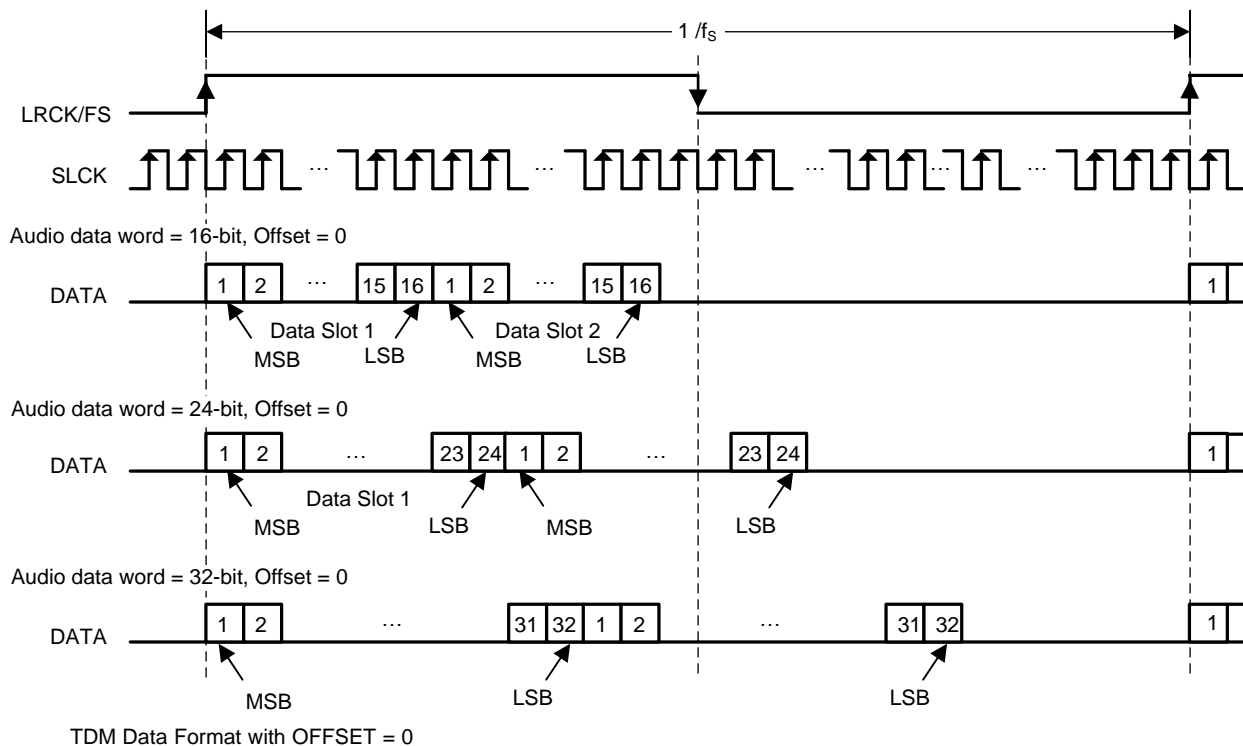 1 /fS
LRCK/FS
SLCK
... ... ... ... ...
Audio data word = 16-bit, Offset = 0
DATA
1 2 ... 15 16 1 2 ... 15 16 1
Data Slot 1 Data Slot 2
MSB LSB MSB LSB
Audio data word = 24-bit, Offset = 0
DATA
1 2 ... 23 24 1 2 ... 23 24 1
Data Slot 1
MSB LSB MSB LSB
Audio data word = 32-bit, Offset = 0
DATA
1 2 ... 31 32 1 2 ... 31 32 1
MSB LSB LSB
TDM Data Format with OFFSET = 0